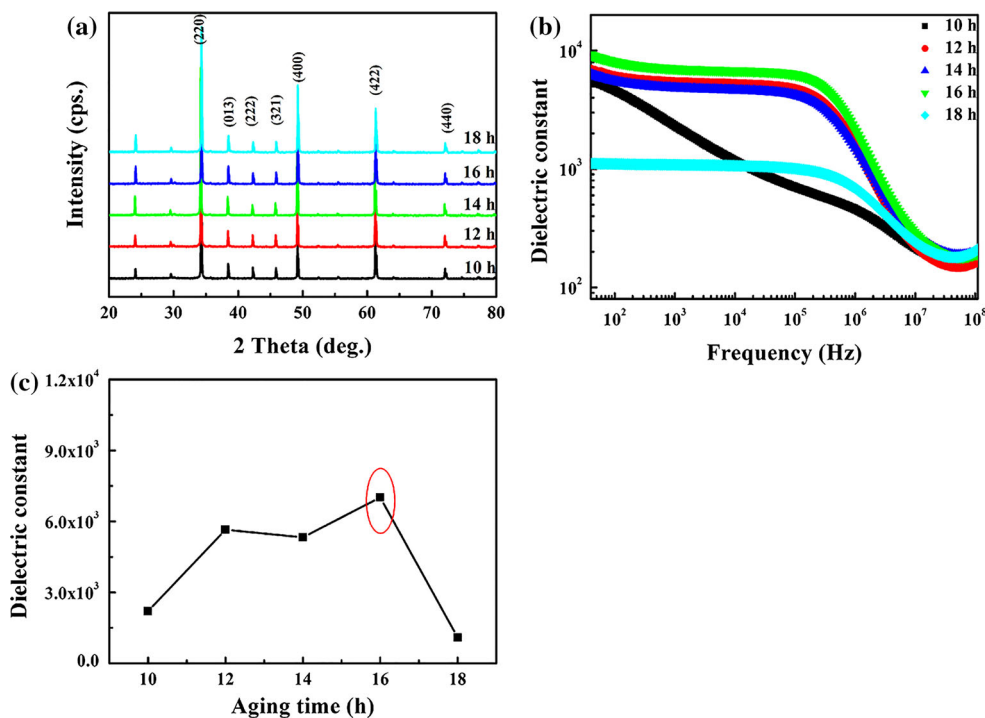 (a)
(220)
(013)
(222)
(321)
(400)
(422)
(440)
18 h
16 h
14 h
12 h
10 h
Intensity (cps.)
20 30 40 50 60 70 80
2 Theta (deg.)
(b)
10 h
12 h
14 h
16 h
18 h
10⁴
10³
10²
Dielectric constant
10² 10³ 10⁴ 10⁵ 10⁶ 10⁷ 10⁸
Frequency (Hz)
(c)
1.2x10⁴
9.0x10³
6.0x10³
3.0x10³
0.0
Dielectric constant
10 12 14 16 18
Aging time (h)